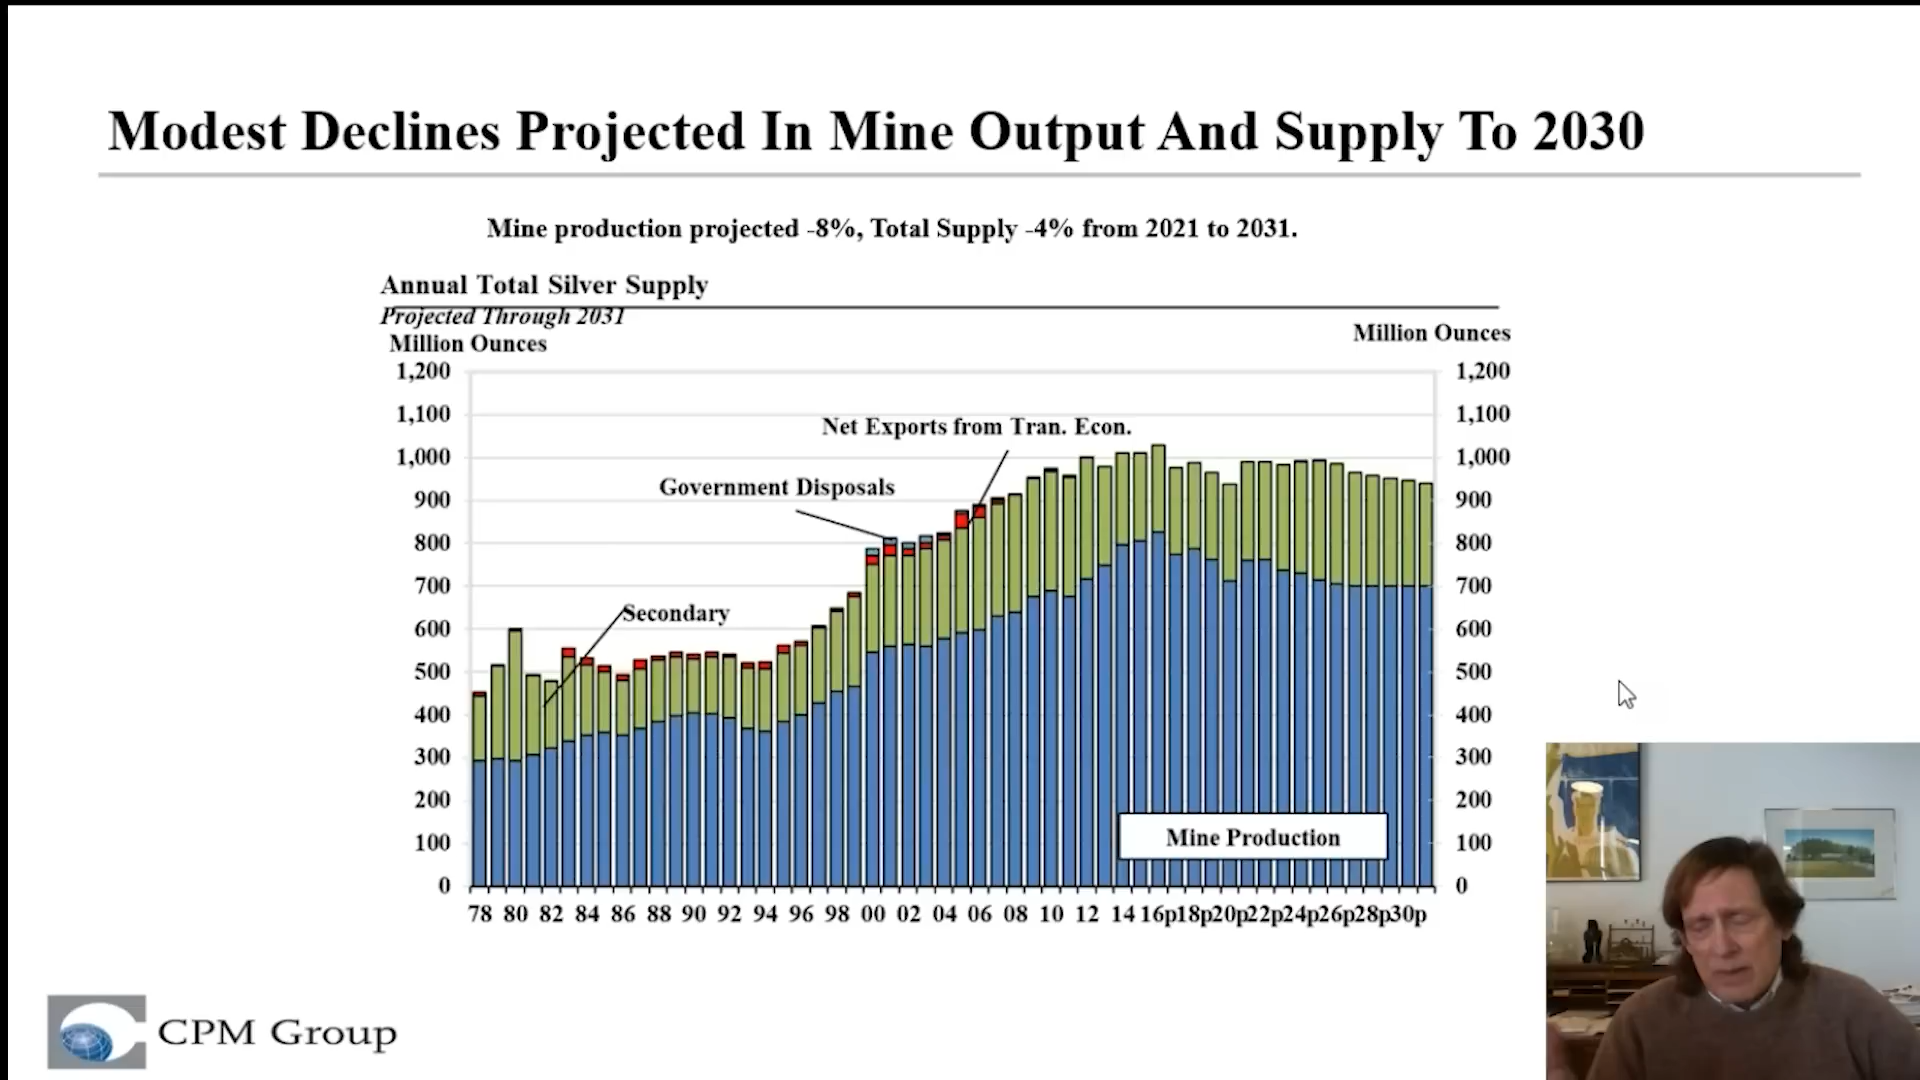 Modest Declines Projected In Mine Output And Supply To 2030
Mine production projected -8%, Total Supply -4% from 2021 to 2031.
Annual Total Silver Supply
Projected Through 2031
Million Ounces
Million Ounces
1,200
1,100
1,000
900
800
700
600
500
400
300
200
100
0
Net Exports from Tran. Econ.
Government Disposals
Secondary
Mine Production
1,200
1,100
1,000
900
800
700
600
500
400
300
200
100
0
78 80 82 84 86 88 90 92 94 96 98 00 02 04 06 08 10 12 14 16p18p20p22p24p26p28p30p
CPM Group